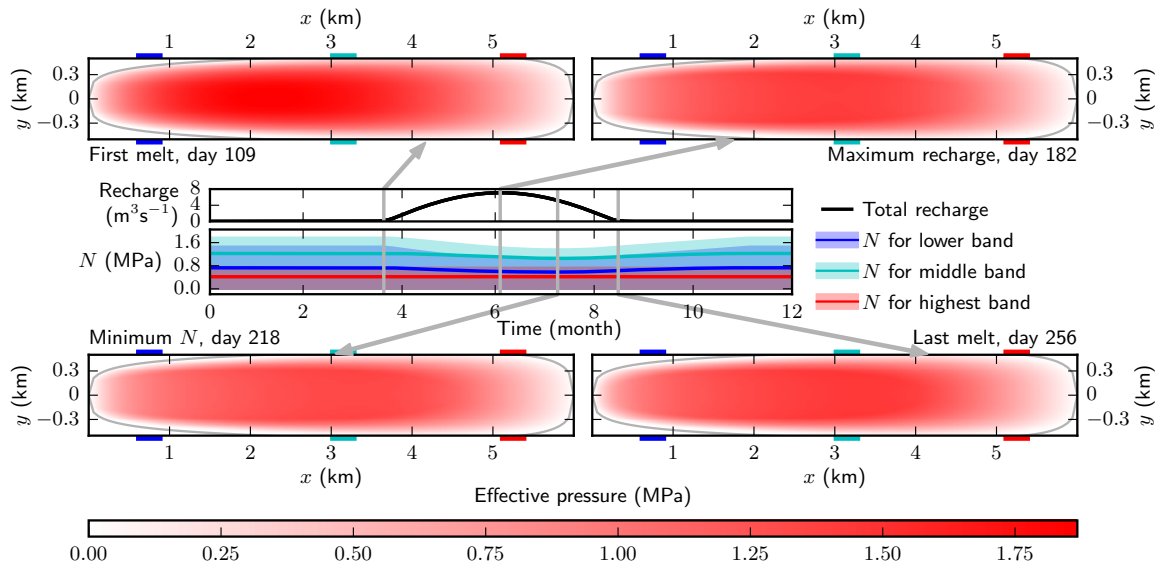 x (km)
x (km)
1 2 3 4 5
1 2 3 4 5
y (km)
0.3
0
−0.3
0.3
0
−0.3
y (km)
First melt, day 109
Maximum recharge, day 182
Recharge
(m³s⁻¹)
8
4
0
Total recharge
N (MPa)
1.6
0.8
0.0
N for lower band
N for middle band
N for highest band
0 2 4 6 8 10 12
Time (month)
Minimum N, day 218
Last melt, day 256
y (km)
0.3
0
−0.3
0.3
0
−0.3
y (km)
1 2 3 4 5
1 2 3 4 5
x (km)
x (km)
Effective pressure (MPa)
0.00 0.25 0.50 0.75 1.00 1.25 1.50 1.75